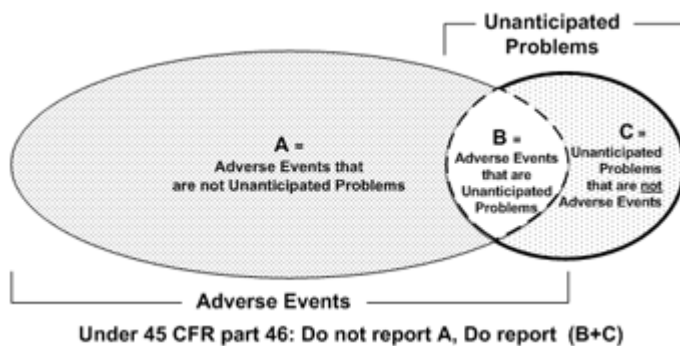 Unanticipated
Problems
A =
Adverse Events that
are not Unanticipated Problems
B =
Adverse Events
that are
Unanticipated
Problems
C =
Unanticipated
Problems
that are not
Adverse Events
Adverse Events
Under 45 CFR part 46: Do not report A, Do report (B+C)